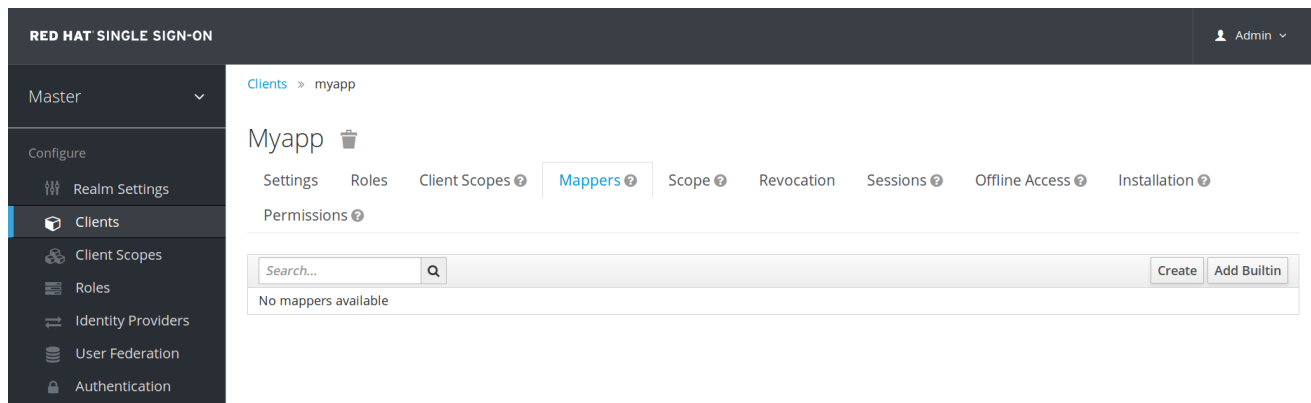 RED HAT SINGLE SIGN-ON
Admin
Master
Configure
Realm Settings
Clients
Client Scopes
Roles
Identity Providers
User Federation
Authentication
Clients » myapp
Myapp
Settings Roles Client Scopes Mappers Scope Revocation Sessions Offline Access Installation
Permissions
Search... Create Add Builtin
No mappers available